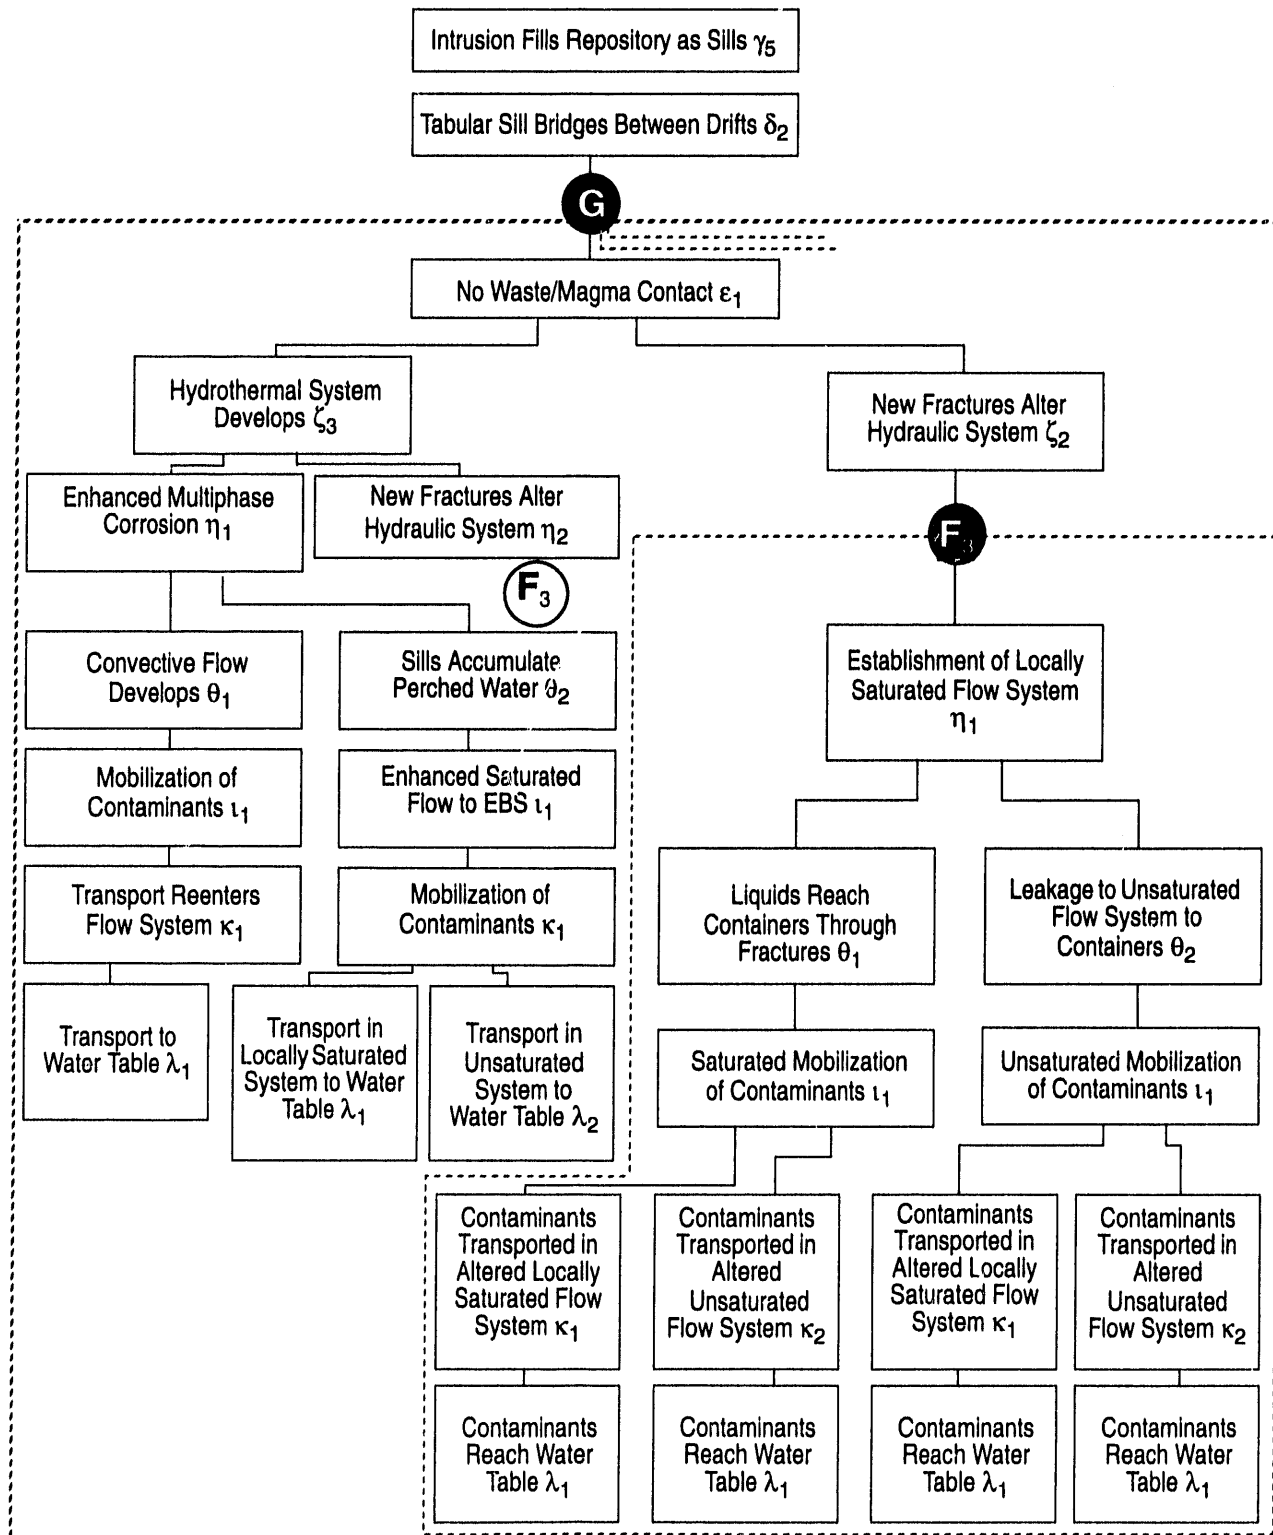 Intrusion Fills Repository as Sills γ5
Tabular Sill Bridges Between Drifts δ2
G
No Waste/Magma Contact ε1
Hydrothermal System
Develops ζ3
New Fractures Alter
Hydraulic System ζ2
Enhanced Multiphase
Corrosion η1
New Fractures Alter
Hydraulic System η2
F3
F3
Convective Flow
Develops θ1
Sills Accumulate
Perched Water θ2
Establishment of Locally
Saturated Flow System
η1
Mobilization of
Contaminants ι1
Enhanced Saturated
Flow to EBS ι1
Transport Reenters
Flow System κ1
Mobilization of
Contaminants κ1
Liquids Reach
Containers Through
Fractures θ1
Leakage to Unsaturated
Flow System to
Containers θ2
Transport to
Water Table λ1
Transport in
Locally Saturated
System to Water
Table λ1
Transport in
Unsaturated
System to
Water Table λ2
Saturated Mobilization
of Contaminants ι1
Unsaturated Mobilization
of Contaminants ι1
Contaminants
Transported in
Altered Locally
Saturated Flow
System κ1
Contaminants
Transported in
Altered
Unsaturated
Flow System κ2
Contaminants
Transported in
Altered Locally
Saturated Flow
System κ1
Contaminants
Transported in
Altered
Unsaturated
Flow System κ2
Contaminants
Reach Water
Table λ1
Contaminants
Reach Water
Table λ1
Contaminants
Reach Water
Table λ1
Contaminants
Reach Water
Table λ1